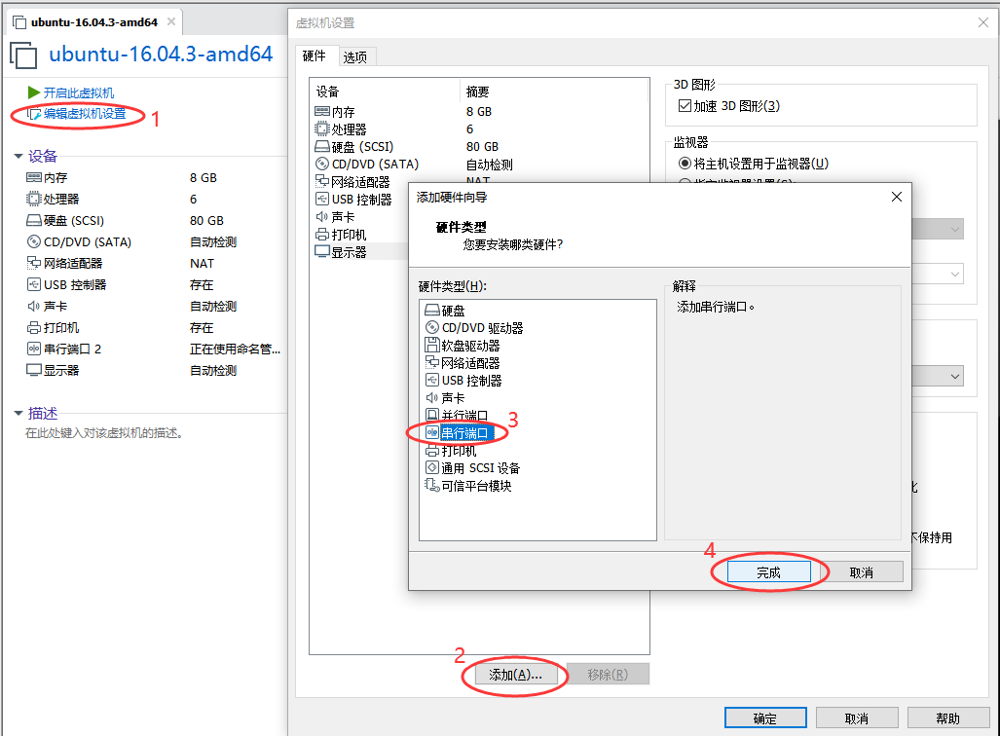 ubuntu-16.04.3-amd64
ubuntu-16.04.3-amd64
开启此虚拟机
编辑虚拟机设置
1
设备
内存 8 GB
处理器 6
硬盘 (SCSI) 80 GB
CD/DVD (SATA) 自动检测
网络适配器 NAT
USB 控制器 存在
声卡 自动检测
打印机 存在
串行端口 2 正在使用命名管...
显示器 自动检测
描述
在此处键入对该虚拟机的描述。
虚拟机设置
硬件 选项
设备 摘要
内存 8 GB
处理器 6
硬盘 (SCSI) 80 GB
CD/DVD (SATA) 自动检测
网络适配器 NAT
USB 控制器
声卡
打印机
显示器
添加(A)... 移除(R)
2
3D 图形
加速 3D 图形(3)
监视器
将主机设置用于监视器(U)
不保持用
添加硬件向导
硬件类型
您要安装哪类硬件?
硬件类型(H):
硬盘
CD/DVD 驱动器
软盘驱动器
网络适配器
USB 控制器
声卡
并行端口
串行端口
3
打印机
通用 SCSI 设备
可信平台模块
解释
添加串行端口。
4
完成 取消
确定 取消 帮助